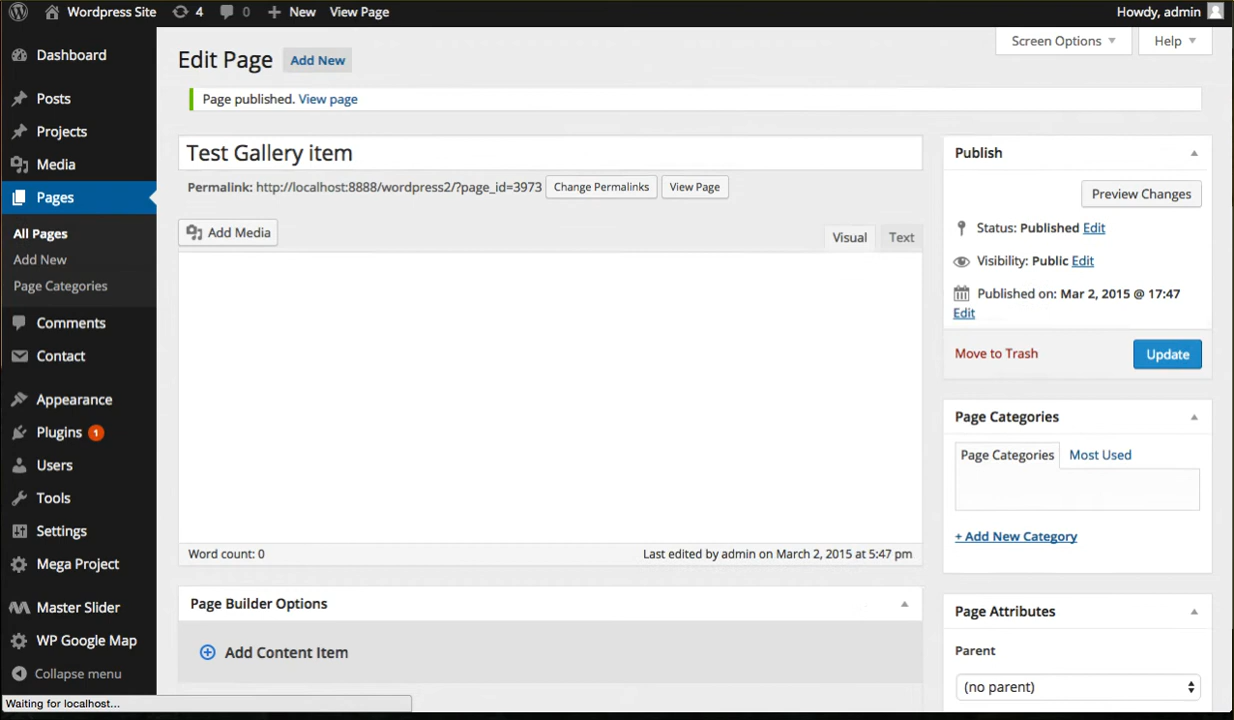 Wordpress Site 4 0 New View Page Howdy, admin
Screen Options Help
Dashboard
Posts
Projects
Media
Pages
All Pages
Add New
Page Categories
Comments
Contact
Appearance
Plugins 1
Users
Tools
Settings
Mega Project
Master Slider
WP Google Map
Collapse menu
Edit Page Add New
Page published. View page
Test Gallery item
Permalink: http://localhost:8888/wordpress2/?page_id=3973 Change Permalinks View Page
Add Media Visual Text
Word count: 0 Last edited by admin on March 2, 2015 at 5:47 pm
Page Builder Options
Add Content Item
Publish
Preview Changes
Status: Published Edit
Visibility: Public Edit
Published on: Mar 2, 2015 @ 17:47
Edit
Move to Trash Update
Page Categories
Page Categories Most Used
+ Add New Category
Page Attributes
Parent
(no parent)
Waiting for localhost...